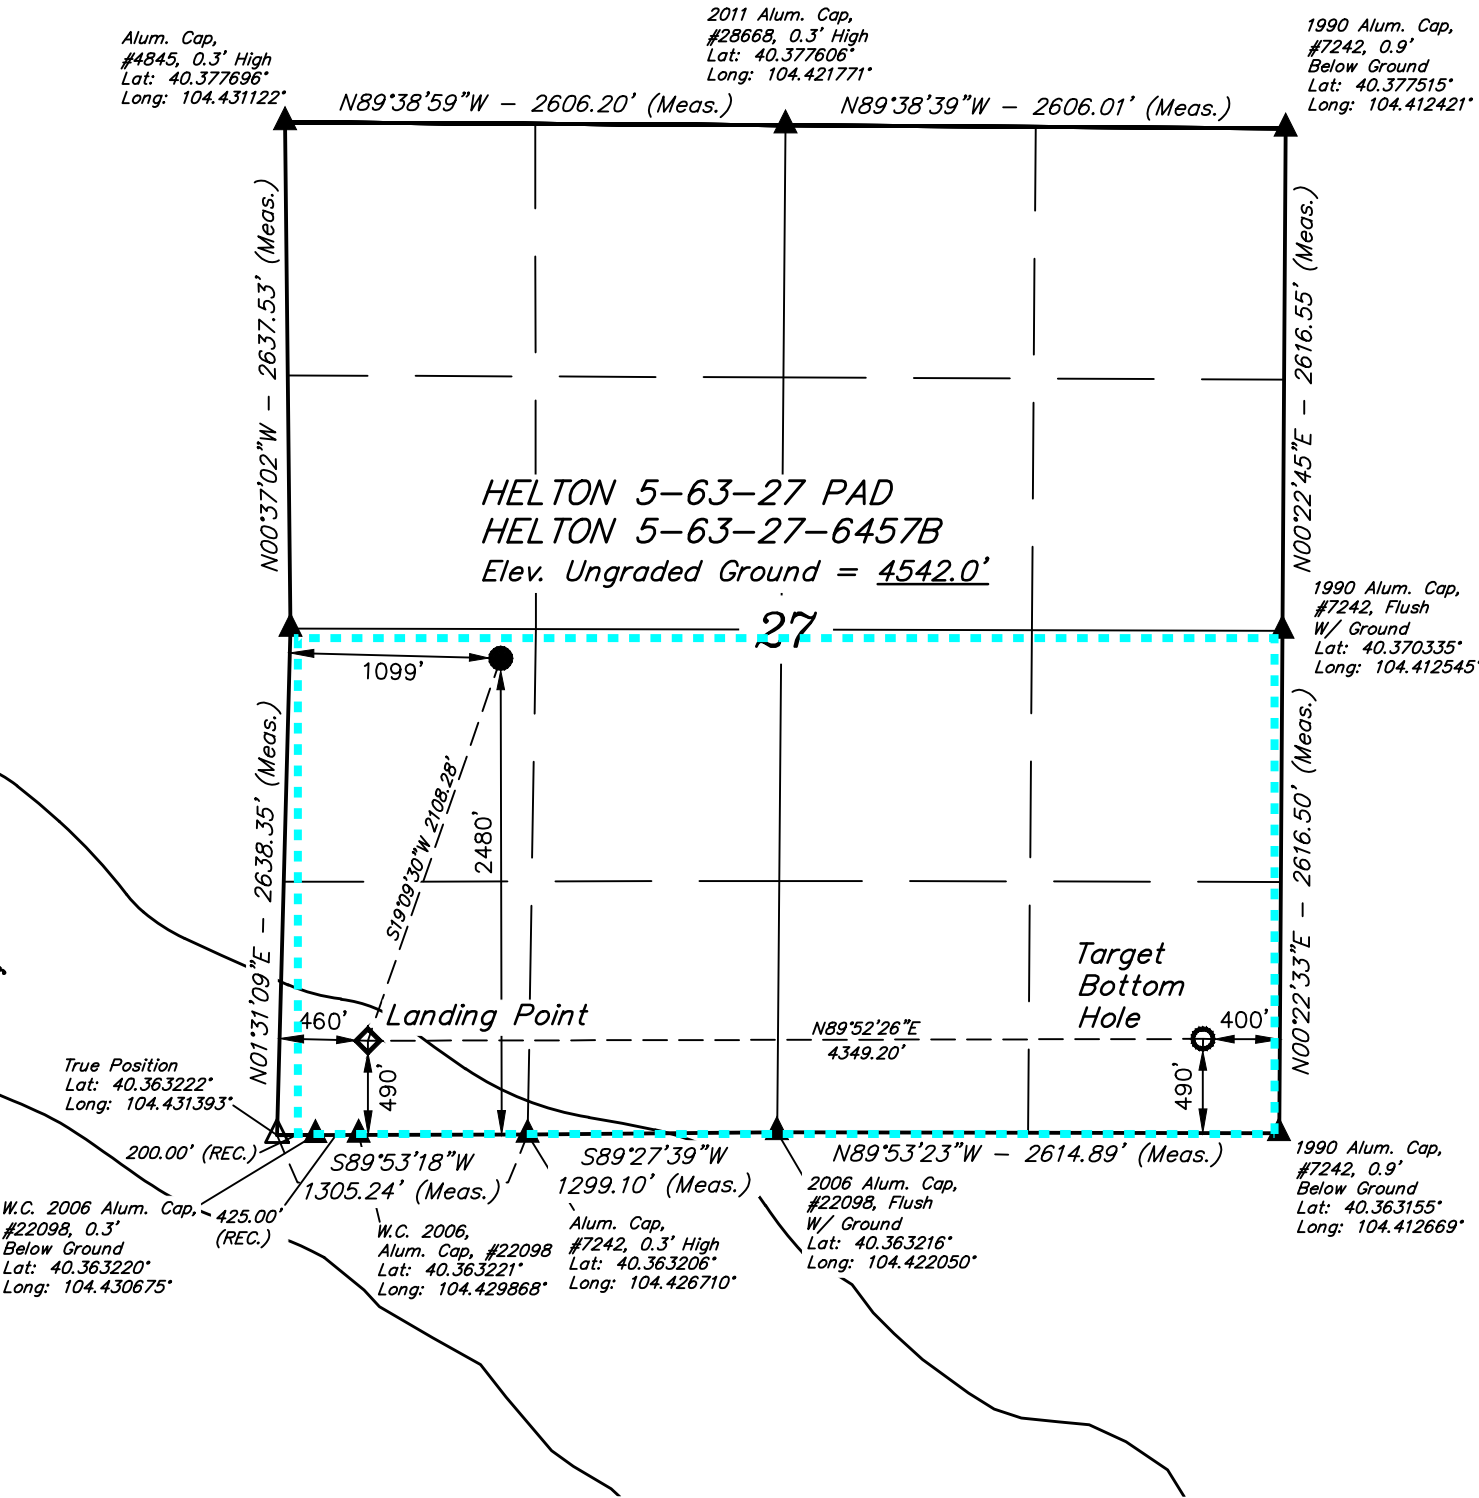 Alum. Cap,
#4845, 0.3' High
Lat: 40.377696°
Long: 104.431122°
2011 Alum. Cap,
#28668, 0.3' High
Lat: 40.377606°
Long: 104.421771°
1990 Alum. Cap,
#7242, 0.9'
Below Ground
Lat: 40.377515°
Long: 104.412421°
N89°38'59"W - 2606.20' (Meas.)
N89°38'39"W - 2606.01' (Meas.)
N00°37'02"W - 2637.53' (Meas.)
N00°22'45"E - 2616.55' (Meas.)
HELTON 5-63-27 PAD
HELTON 5-63-27-6457B
Elev. Ungraded Ground = 4542.0'
27
1990 Alum. Cap,
#7242, Flush
W/ Ground
Lat: 40.370335°
Long: 104.412545°
1099'
N01°31'09"E - 2638.35' (Meas.)
S19°09'30"W 2108.28'
2480'
N00°22'33"E - 2616.50' (Meas.)
Target
Bottom
Hole
Landing Point
460'
490'
N89°52'26"E
4349.20'
400'
490'
True Position
Lat: 40.363222°
Long: 104.431393°
200.00' (REC.)
S89°53'18"W
1305.24' (Meas.)
S89°27'39"W
1299.10' (Meas.)
N89°53'23"W - 2614.89' (Meas.)
1990 Alum. Cap,
#7242, 0.9'
Below Ground
Lat: 40.363155°
Long: 104.412669°
W.C. 2006 Alum. Cap,
#22098, 0.3'
Below Ground
Lat: 40.363220°
Long: 104.430675°
425.00'
(REC.)
W.C. 2006,
Alum. Cap, #22098
Lat: 40.363221°
Long: 104.429868°
Alum. Cap,
#7242, 0.3' High
Lat: 40.363206°
Long: 104.426710°
2006 Alum. Cap,
#22098, Flush
W/ Ground
Lat: 40.363216°
Long: 104.422050°